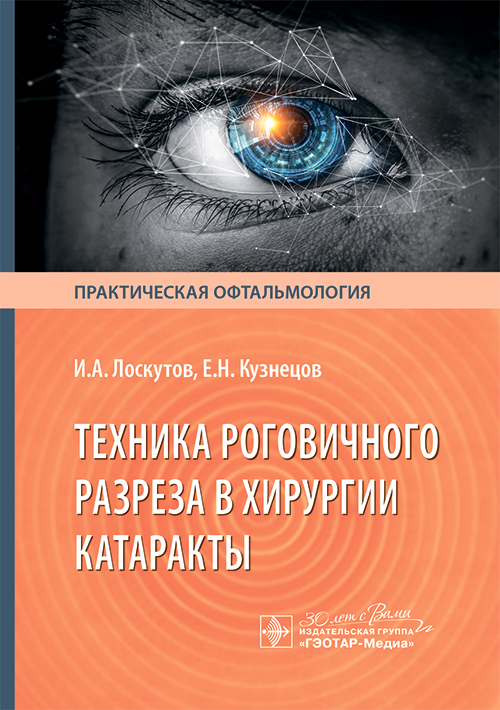 ПРАКТИЧЕСКАЯ ОФТАЛЬМОЛОГИЯ
И.А. Лоскутов, Е.Н. Кузнецов
ТЕХНИКА РОГОВИЧНОГО
РАЗРЕЗА В ХИРУРГИИ
КАТАРАКТЫ
30 лет с Вами
ИЗДАТЕЛЬСКАЯ ГРУППА
«ГЭОТАР-Медиа»